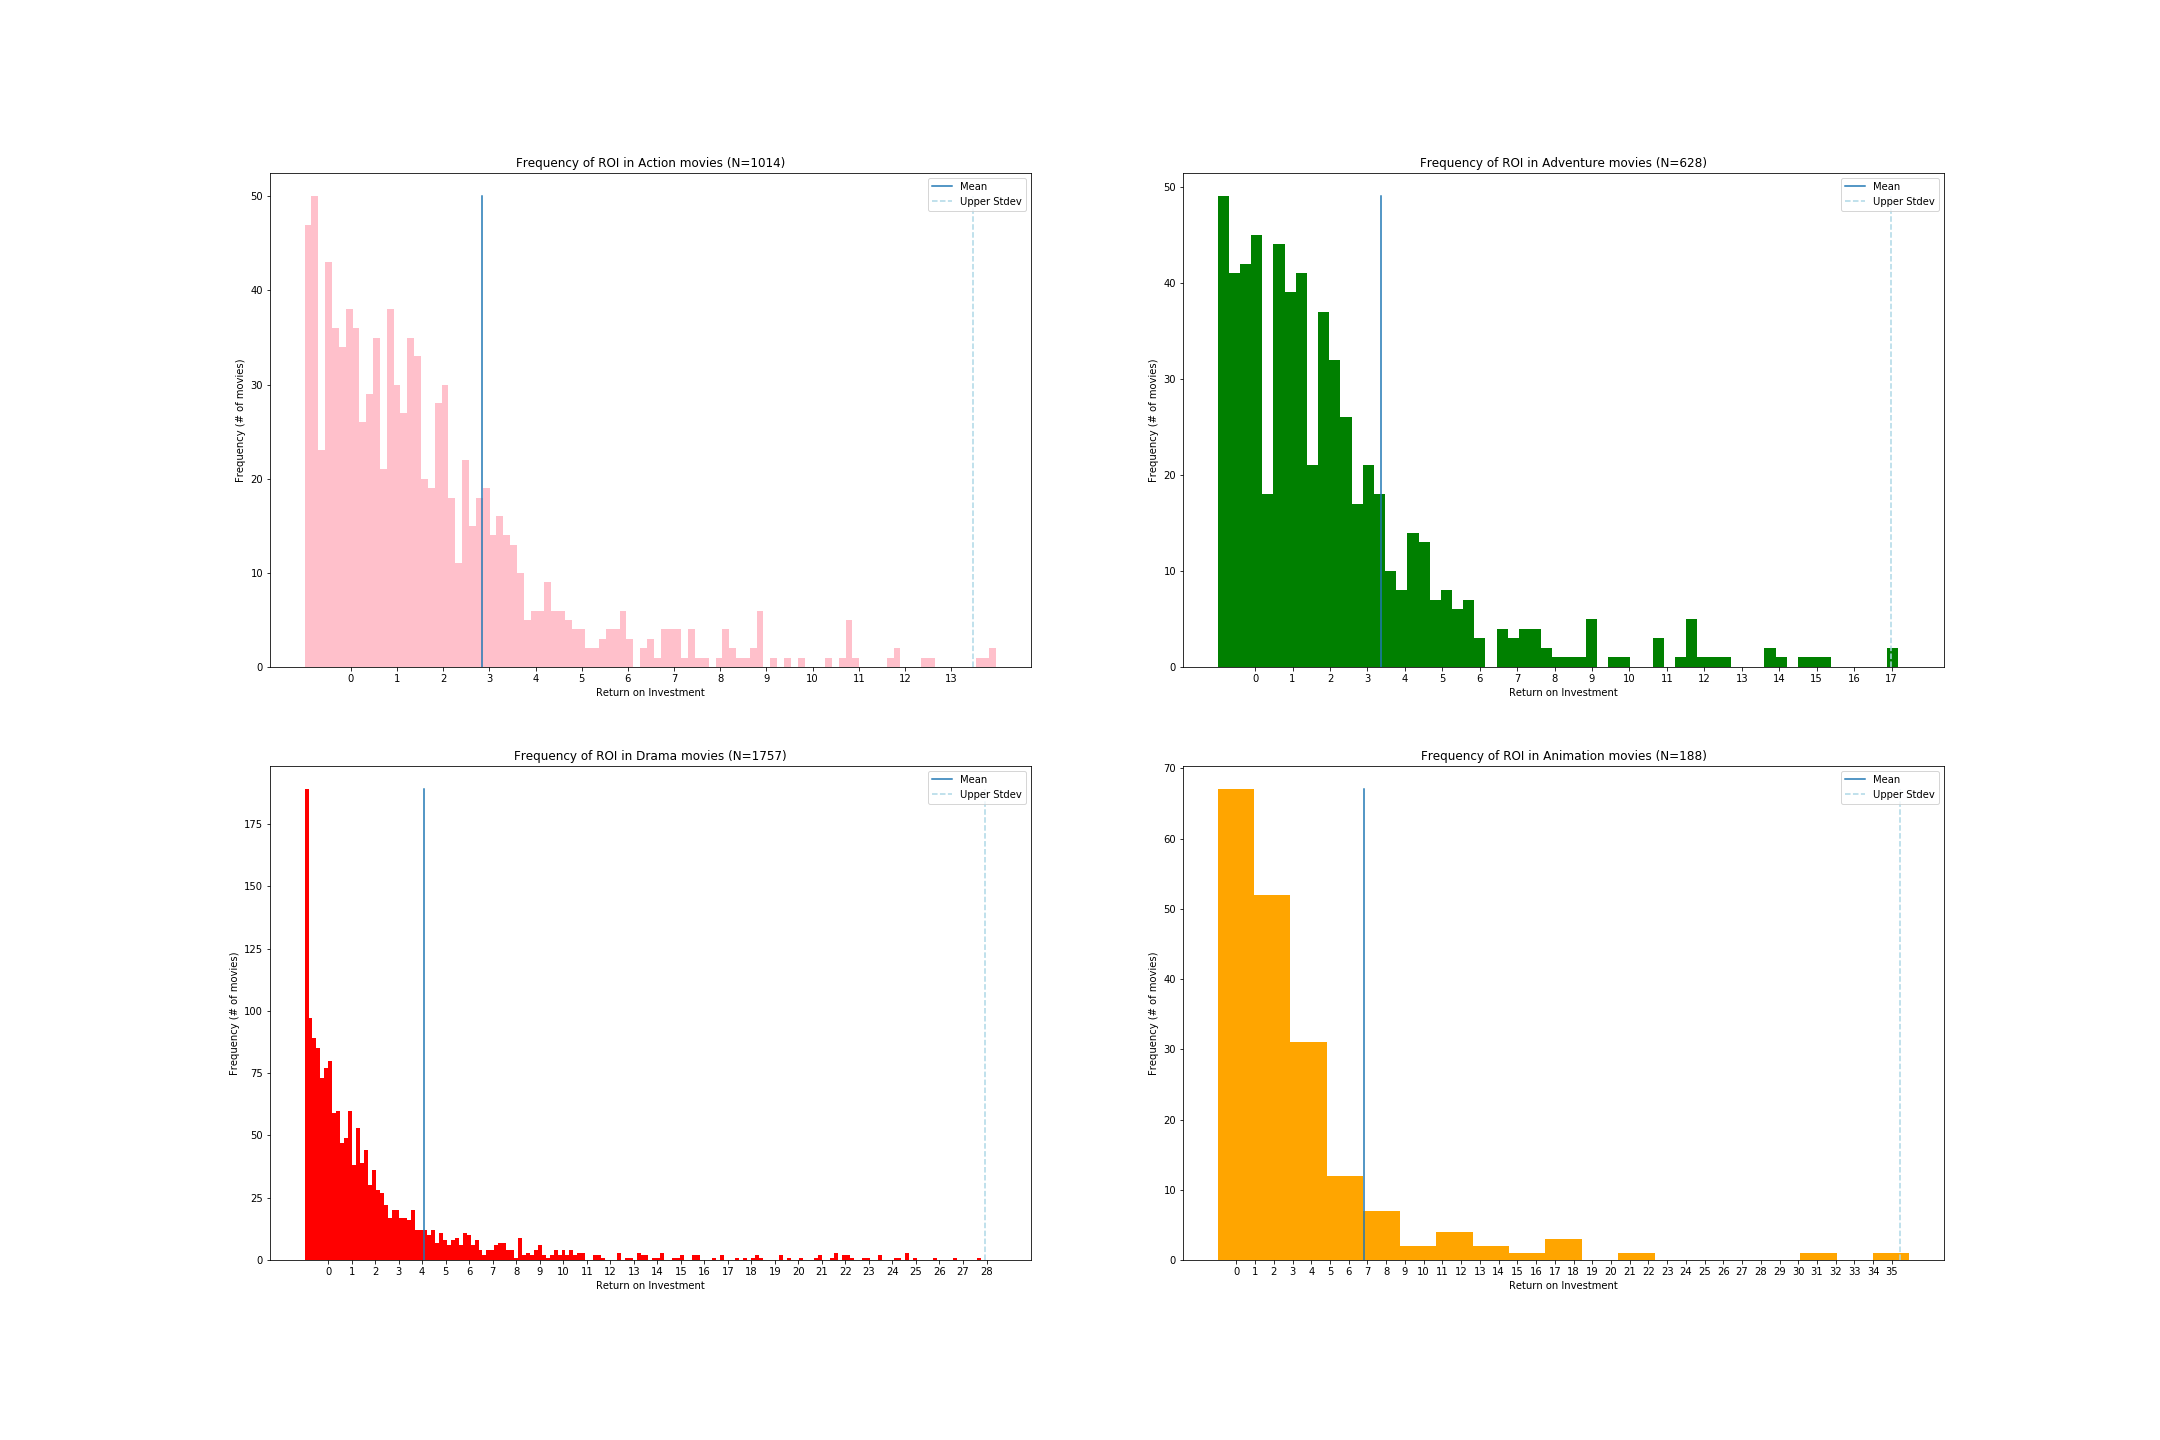 Frequency of ROI in Action movies (N=1014)
Mean
Upper Stdev
50
40
30
20
10
0
Frequency (# of movies)
0 1 2 3 4 5 6 7 8 9 10 11 12 13
Return on Investment
Frequency of ROI in Adventure movies (N=628)
Mean
Upper Stdev
50
40
30
20
10
0
Frequency (# of movies)
0 1 2 3 4 5 6 7 8 9 10 11 12 13 14 15 16 17
Return on Investment
Frequency of ROI in Drama movies (N=1757)
Mean
Upper Stdev
175
150
125
100
75
50
25
0
Frequency (# of movies)
0 1 2 3 4 5 6 7 8 9 10 11 12 13 14 15 16 17 18 19 20 21 22 23 24 25 26 27 28
Return on Investment
Frequency of ROI in Animation movies (N=188)
Mean
Upper Stdev
70
60
50
40
30
20
10
0
Frequency (# of movies)
0 1 2 3 4 5 6 7 8 9 10 11 12 13 14 15 16 17 18 19 20 21 22 23 24 25 26 27 28 29 30 31 32 33 34 35
Return on Investment